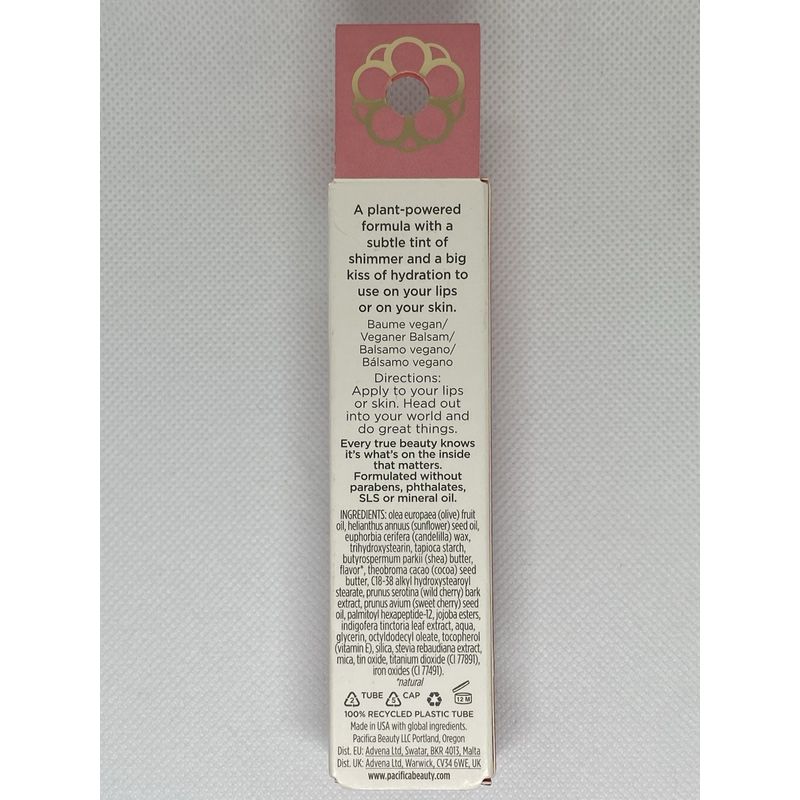 A plant-powered
formula with a
subtle tint of
shimmer and a big
kiss of hydration to
use on your lips
or on your skin.
Baume vegan/
Veganer Balsam/
Balsamo vegano/
Bálsamo vegano
Directions:
Apply to your lips
or skin. Head out
into your world and
do great things.
Every true beauty knows
it's what's on the inside
that matters.
Formulated without
parabens, phthalates,
SLS or mineral oil.
INGREDIENTS: olea europaea (olive) fruit
oil, helianthus annuus (sunflower) seed oil,
euphorbia cerifera (candelilla) wax,
trihydroxystearin, tapioca starch,
butyrospermum parkii (shea) butter,
flavor*, theobroma cacao (cocoa) seed
butter, C18-38 alkyl hydroxystearoyl
stearate, prunus serotina (wild cherry) bark
extract, prunus avium (sweet cherry) seed
oil, palmitoyl hexapeptide-12, jojoba esters,
indigofera tinctoria leaf extract, aqua,
glycerin, octyldodecyl oleate, tocopherol
(vitamin E), silica, stevia rebaudiana extract,
mica, tin oxide, titanium dioxide (CI 77891),
iron oxides (CI 77491).
*natural
2 TUBE 5 CAP 12 M
100% RECYCLED PLASTIC TUBE
Made in USA with global ingredients.
Pacifica Beauty LLC Portland, Oregon
Dist. EU: Advena Ltd, Swatar, BKR 4013, Malta
Dist. UK: Advena Ltd, Warwick, CV34 6WE, UK
www.pacificabeauty.com